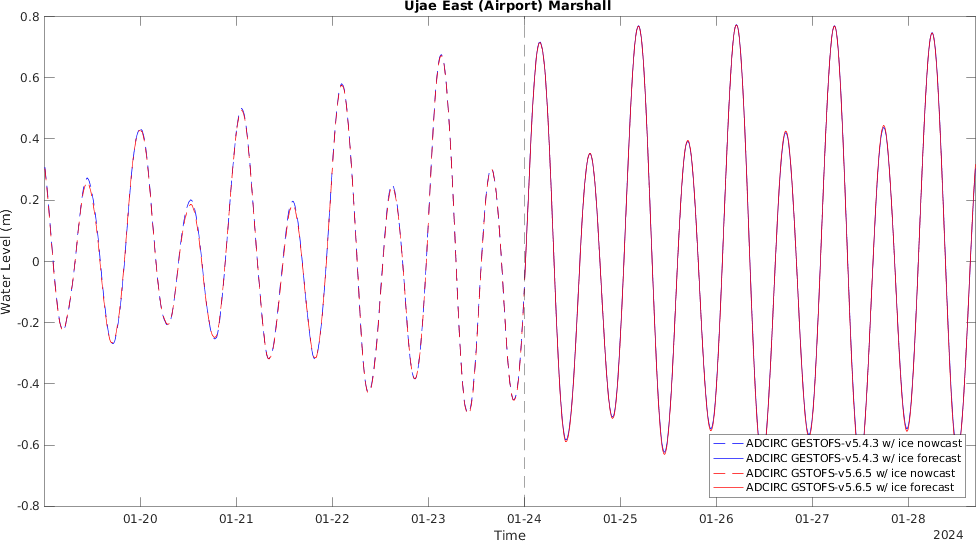 Ujae East (Airport) Marshall
0.8
0.6
0.4
0.2
0
-0.2
-0.4
-0.6
-0.8
Water Level (m)
ADCIRC GESTOFS-v5.4.3 w/ ice nowcast
ADCIRC GESTOFS-v5.4.3 w/ ice forecast
ADCIRC GSTOFS-v5.6.5 w/ ice nowcast
ADCIRC GSTOFS-v5.6.5 w/ ice forecast
01-20 01-21 01-22 01-23 01-24 01-25 01-26 01-27 01-28
Time
2024